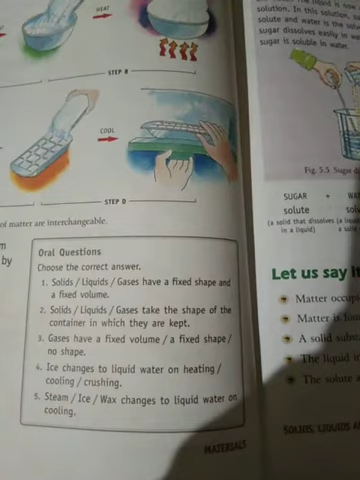 HEAT
STEP B
COOL
STEP D
of matter are interchangeable.
by
Oral Questions
Choose the correct answer.
1. Solids / Liquids / Gases have a fixed shape and
a fixed volume.
2. Solids / Liquids / Gases take the shape of the
container in which they are kept.
3. Gases have a fixed volume / a fixed shape /
no shape.
4. Ice changes to liquid water on heating /
cooling / crushing.
5. Steam / Ice / Wax changes to liquid water on
cooling.
MATERIALS
solution. In this solution,
solute and water is the
sugar dissolves easily in
sugar is soluble in water.
Fig. 5.5 Sugar
SUGAR +
solute
(a solid that dissolves
in a liquid)
Let us say
Matter
Matter is
A solid
The liquid
The solute
SOLIDS, LIQUIDS